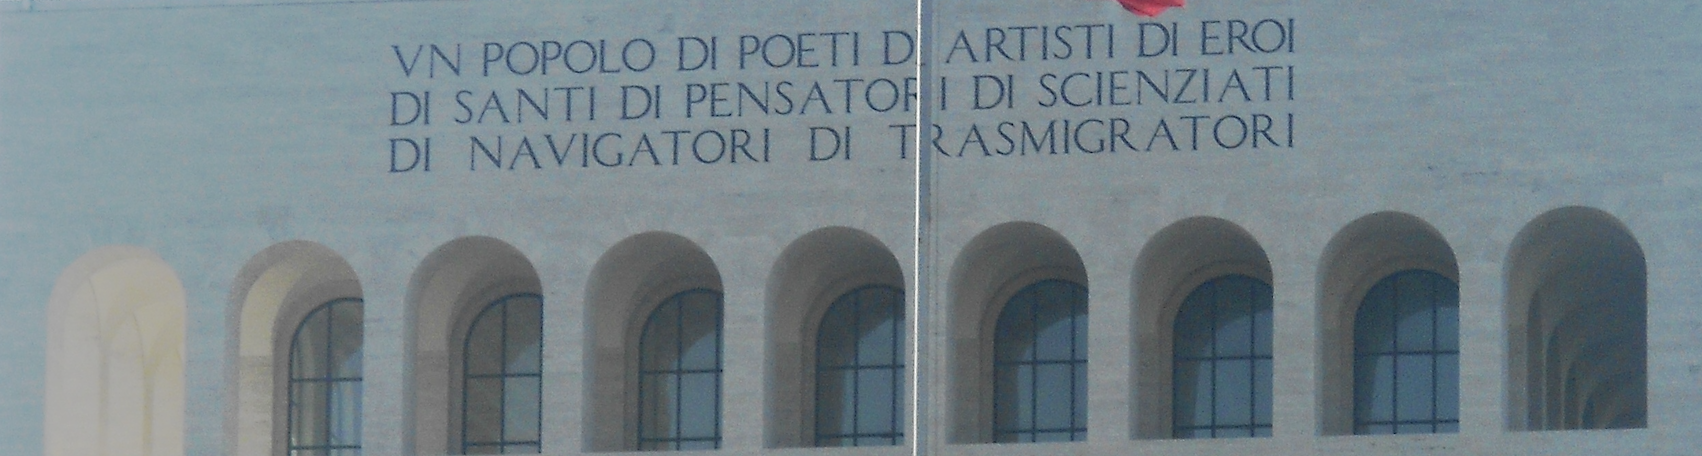 VN POPOLO DI POETI DI ARTISTI DI EROI
DI SANTI DI PENSATORI DI SCIENZIATI
DI NAVIGATORI DI TRASMIGRATORI